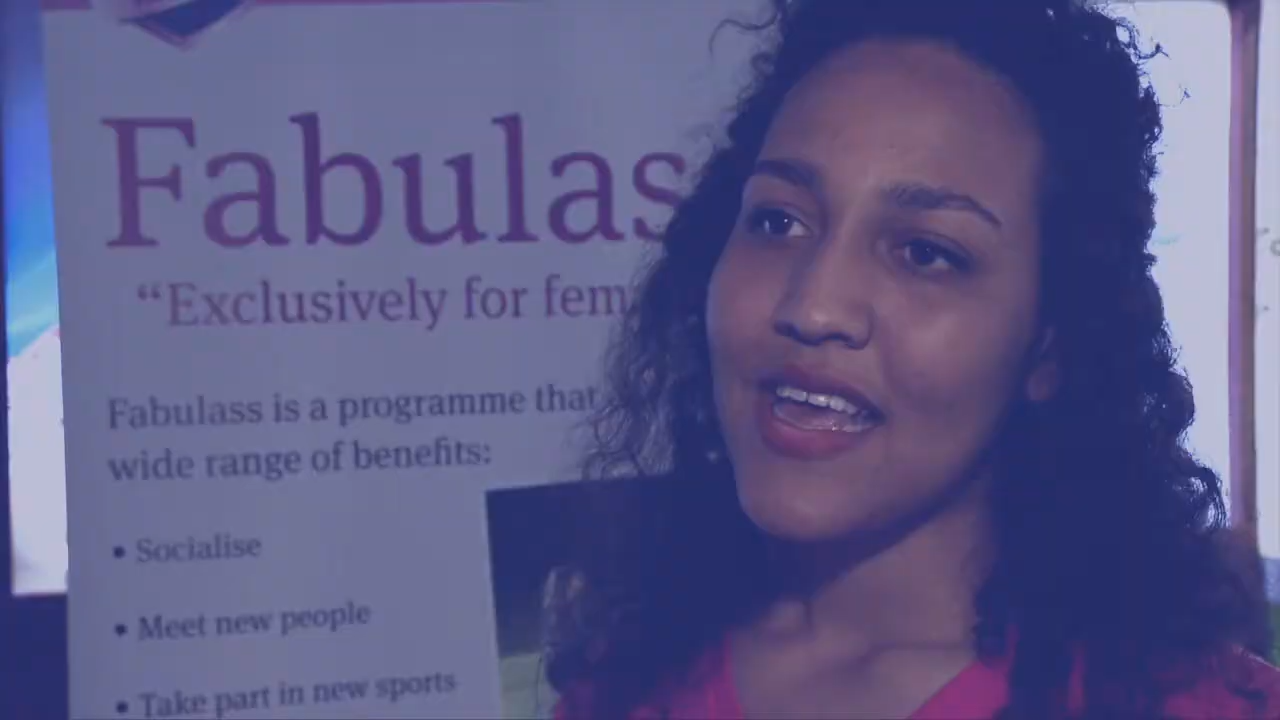 Fabulass
“Exclusively for fem
Fabulass is a programme that
wide range of benefits:
• Socialise
• Meet new people
• Take part in new sports